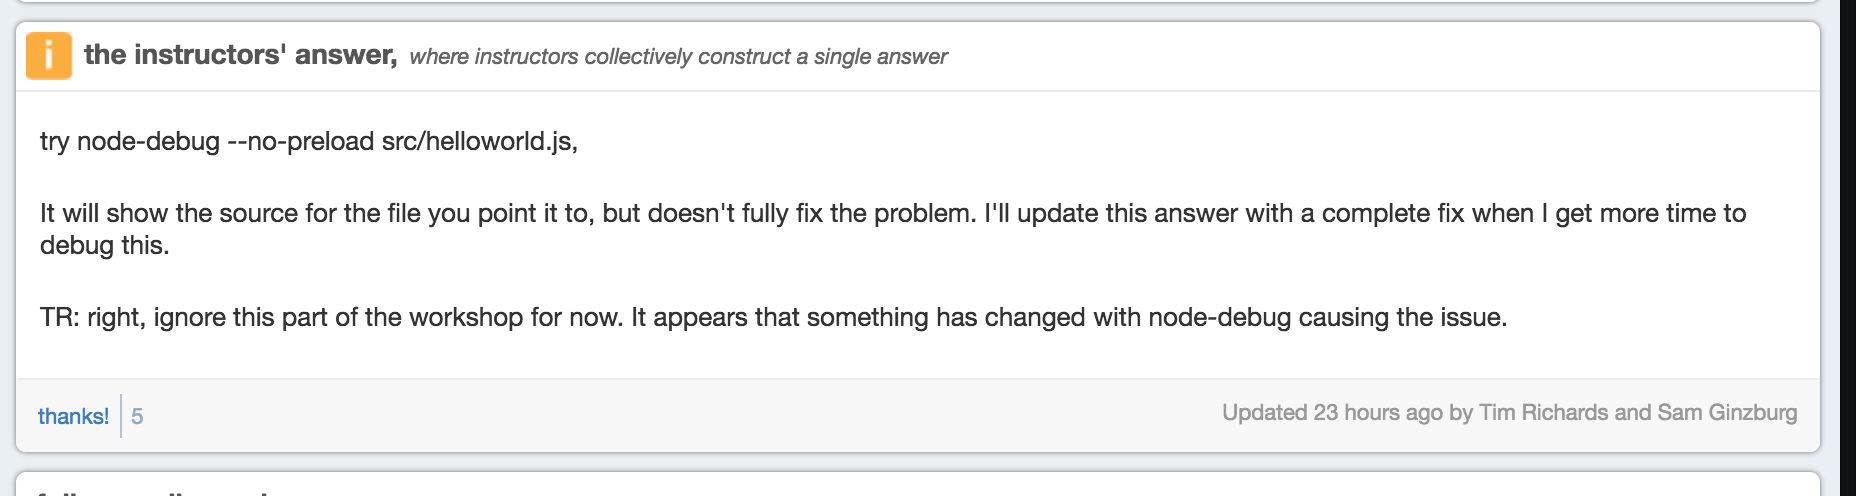 i the instructors' answer, where instructors collectively construct a single answer
try node-debug --no-preload src/helloworld.js,
It will show the source for the file you point it to, but doesn't fully fix the problem. I'll update this answer with a complete fix when I get more time to
debug this.
TR: right, ignore this part of the workshop for now. It appears that something has changed with node-debug causing the issue.
thanks! 5 Updated 23 hours ago by Tim Richards and Sam Ginzburg